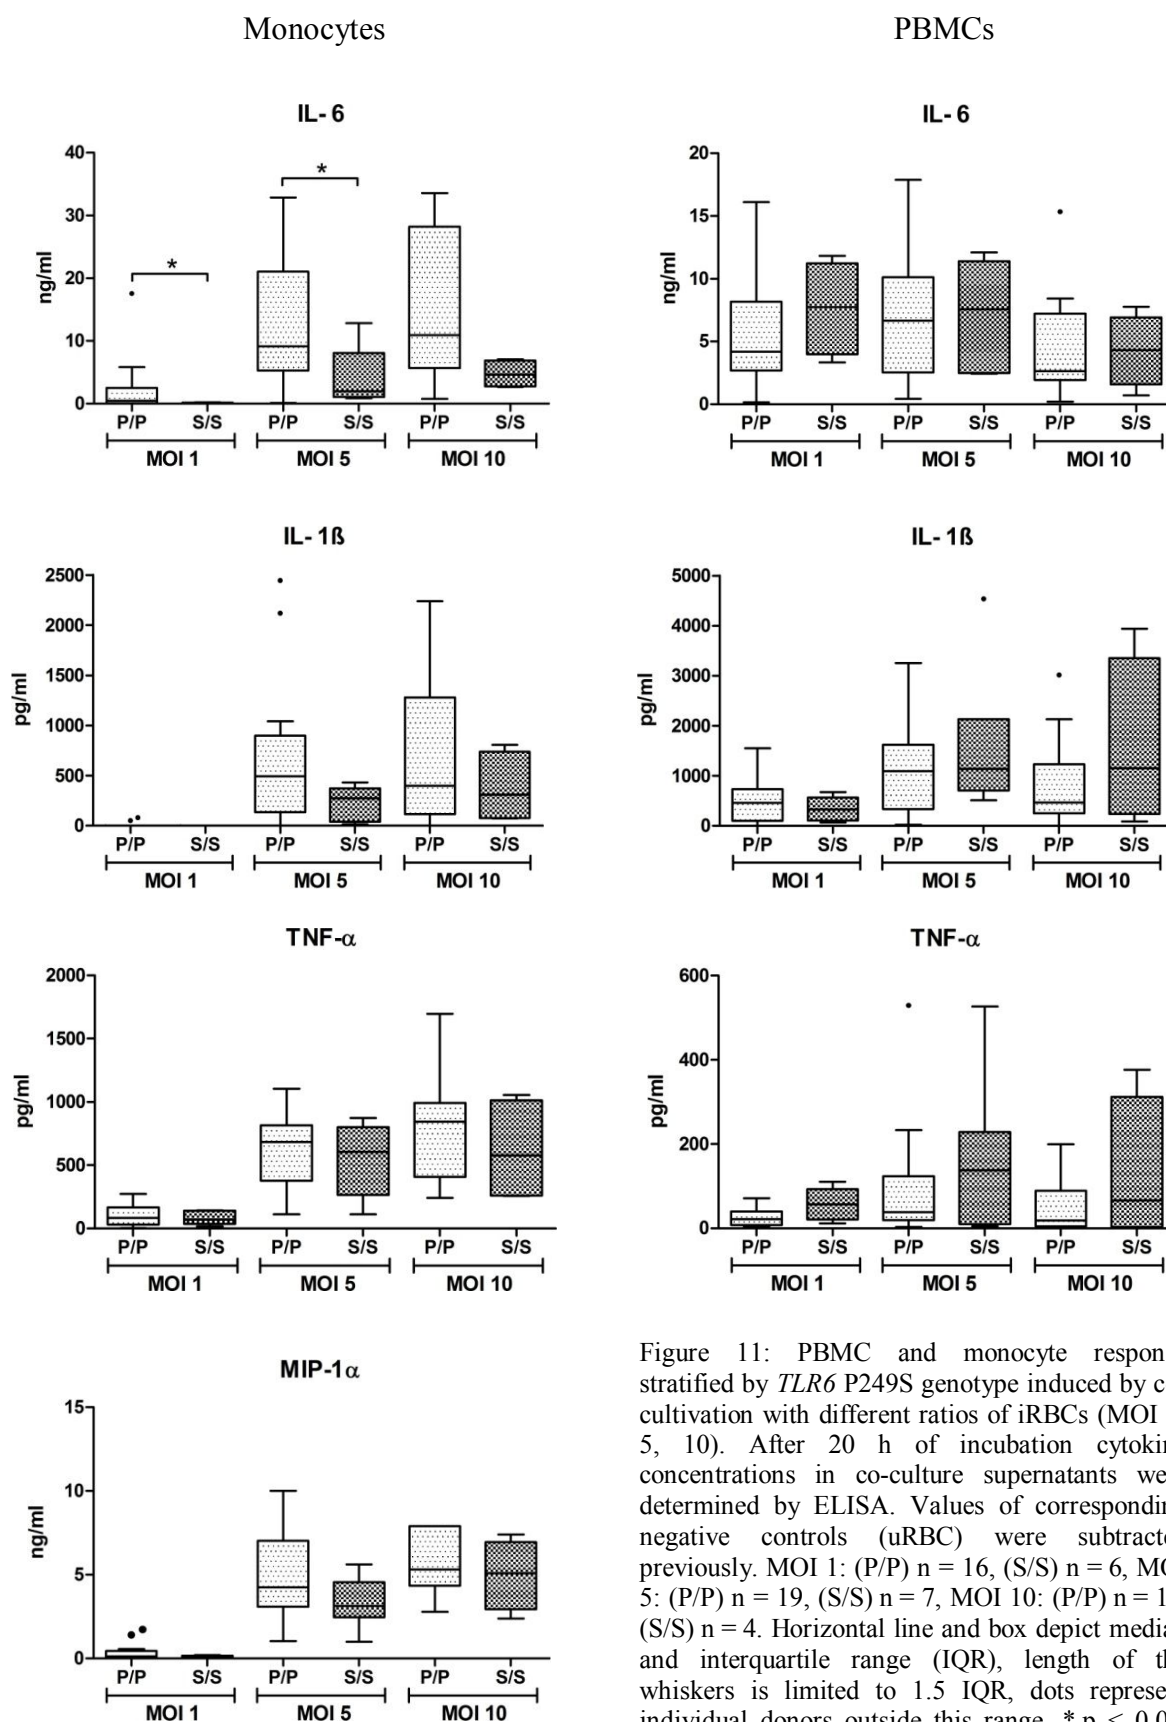 Monocytes
PBMCs
IL- 6
40
30
20
10
0
ng/ml
*
*
P/P S/S P/P S/S P/P S/S
MOI 1 MOI 5 MOI 10
IL- 6
20
15
10
5
0
ng/ml
P/P S/S P/P S/S P/P S/S
MOI 1 MOI 5 MOI 10
IL- 1ß
2500
2000
1500
1000
500
0
pg/ml
P/P S/S P/P S/S P/P S/S
MOI 1 MOI 5 MOI 10
IL- 1ß
5000
4000
3000
2000
1000
0
pg/ml
P/P S/S P/P S/S P/P S/S
MOI 1 MOI 5 MOI 10
TNF-α
2000
1500
1000
500
0
pg/ml
P/P S/S P/P S/S P/P S/S
MOI 1 MOI 5 MOI 10
TNF-α
600
400
200
0
pg/ml
P/P S/S P/P S/S P/P S/S
MOI 1 MOI 5 MOI 10
MIP-1α
15
10
5
0
ng/ml
P/P S/S P/P S/S P/P S/S
MOI 1 MOI 5 MOI 10
Figure 11: PBMC and monocyte respon
stratified by TLR6 P249S genotype induced by c
cultivation with different ratios of iRBCs (MOI
5, 10). After 20 h of incubation cytokin
concentrations in co-culture supernatants we
determined by ELISA. Values of correspondin
negative controls (uRBC) were subtracte
previously. MOI 1: (P/P) n = 16, (S/S) n = 6, MO
5: (P/P) n = 19, (S/S) n = 7, MOI 10: (P/P) n = 1
(S/S) n = 4. Horizontal line and box depict media
and interquartile range (IQR), length of th
whiskers is limited to 1.5 IQR, dots represe
individual donors outside this range. * p < 0.0